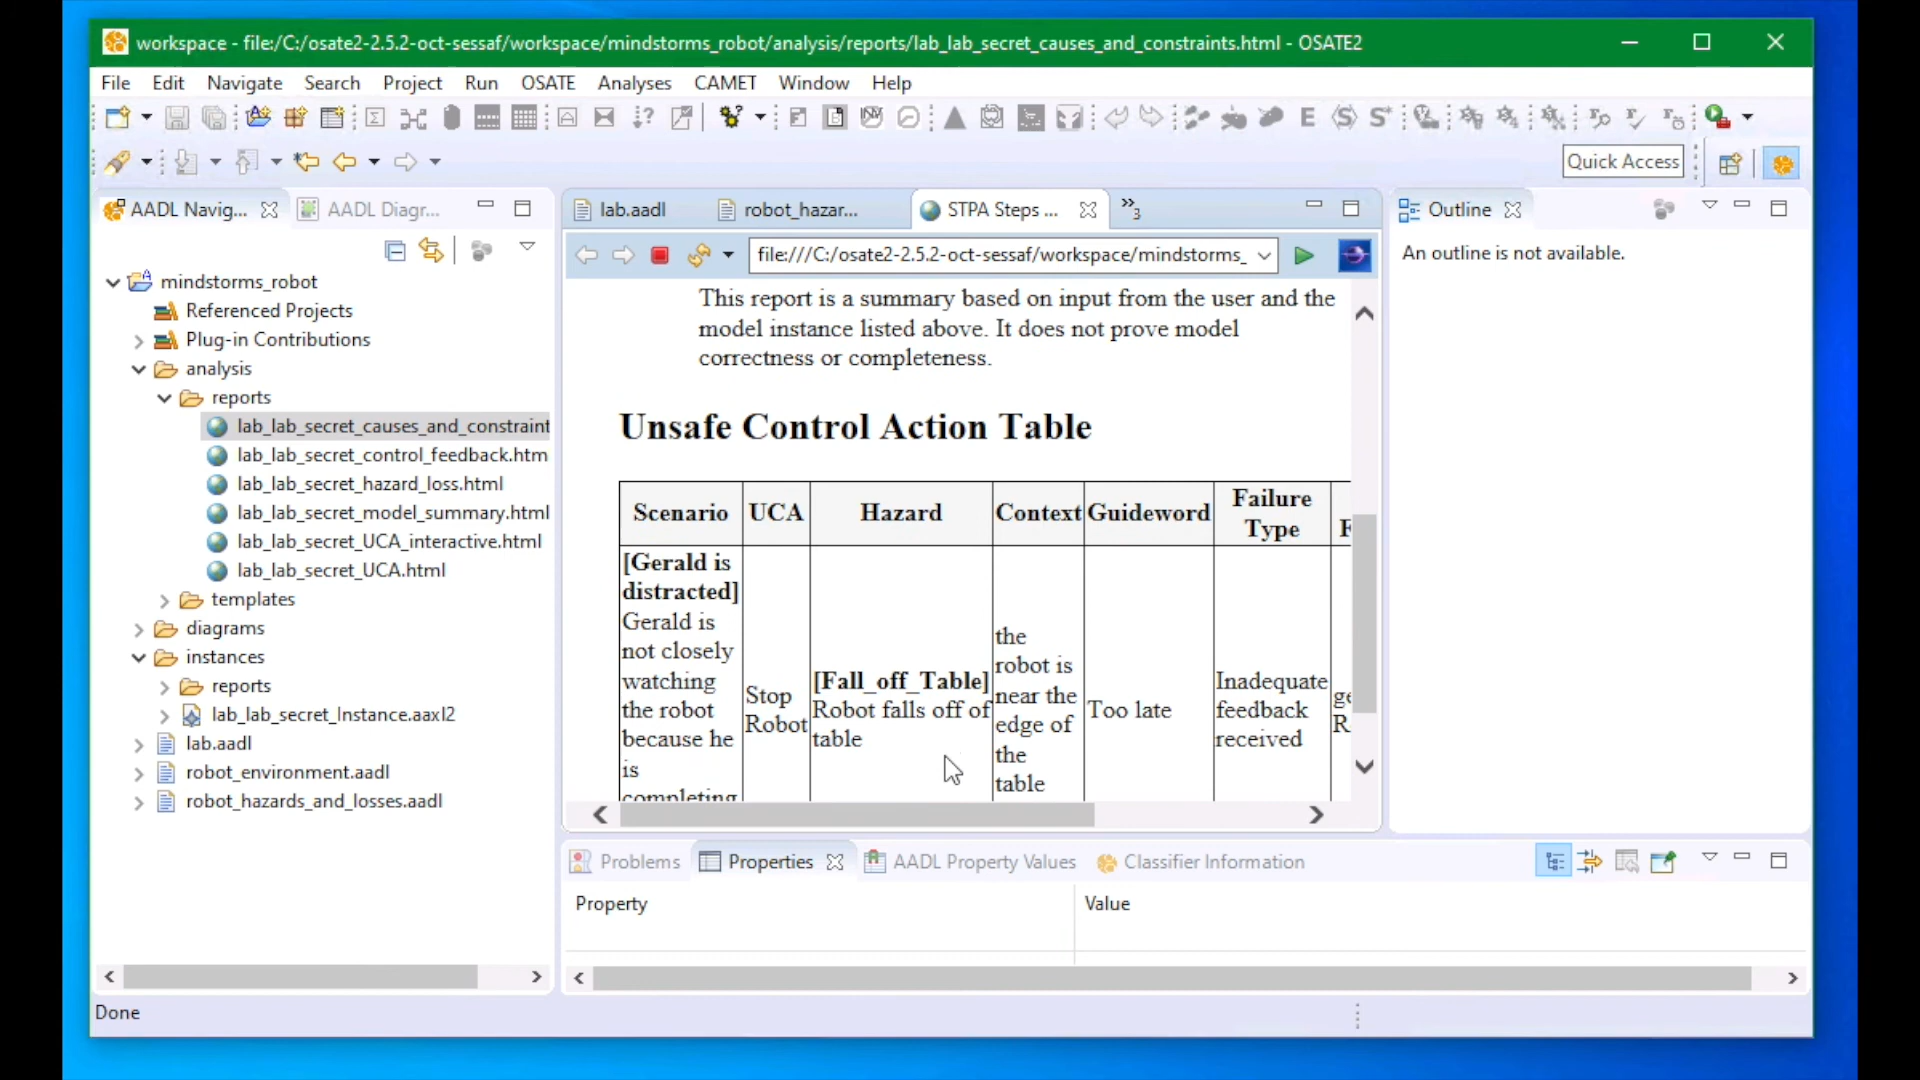 workspace - file:/C:/osate2-2.5.2-oct-sessaf/workspace/mindstorms_robot/analysis/reports/lab_lab_secret_causes_and_constraints.html - OSATE2
File Edit Navigate Search Project Run OSATE Analyses CAMET Window Help
Quick Access
AADL Navig...
AADL Diagr...
mindstorms_robot
Referenced Projects
Plug-in Contributions
analysis
reports
lab_lab_secret_causes_and_constraint
lab_lab_secret_control_feedback.htm
lab_lab_secret_hazard_loss.html
lab_lab_secret_model_summary.html
lab_lab_secret_UCA_interactive.html
lab_lab_secret_UCA.html
templates
diagrams
instances
reports
lab_lab_secret_Instance.aaxl2
lab.aadl
robot_environment.aadl
robot_hazards_and_losses.aadl
lab.aadl
robot_hazar...
STPA Steps ...
»3
file:///C:/osate2-2.5.2-oct-sessaf/workspace/mindstorms_
This report is a summary based on input from the user and the
model instance listed above. It does not prove model
correctness or completeness.
Unsafe Control Action Table
Scenario UCA Hazard Context Guideword Failure Type F
[Gerald is
distracted]
Gerald is
not closely
watching
the robot
because he
is
completing
Stop
Robot
[Fall_off_Table]
Robot falls off of
table
the
robot is
near the
edge of
the
table
Too late
Inadequate
feedback
received
ge
R
Outline
An outline is not available.
Problems
Properties
AADL Property Values
Classifier Information
Property Value
Done